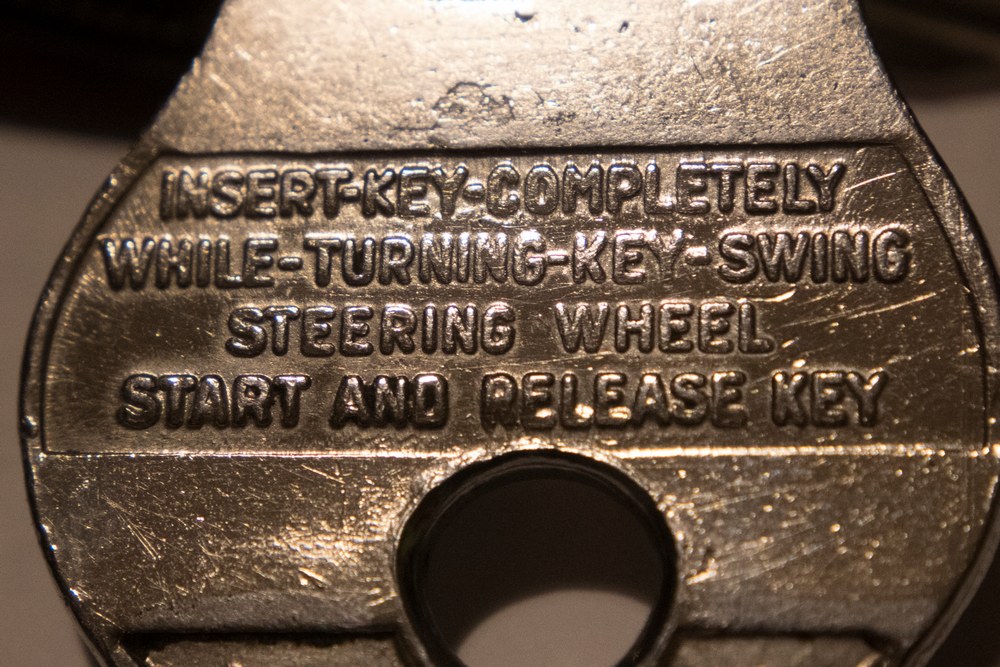 INSERT-KEY-COMPLETELY
WHILE-TURNING-KEY-SWING
STEERING WHEEL
START AND RELEASE KEY